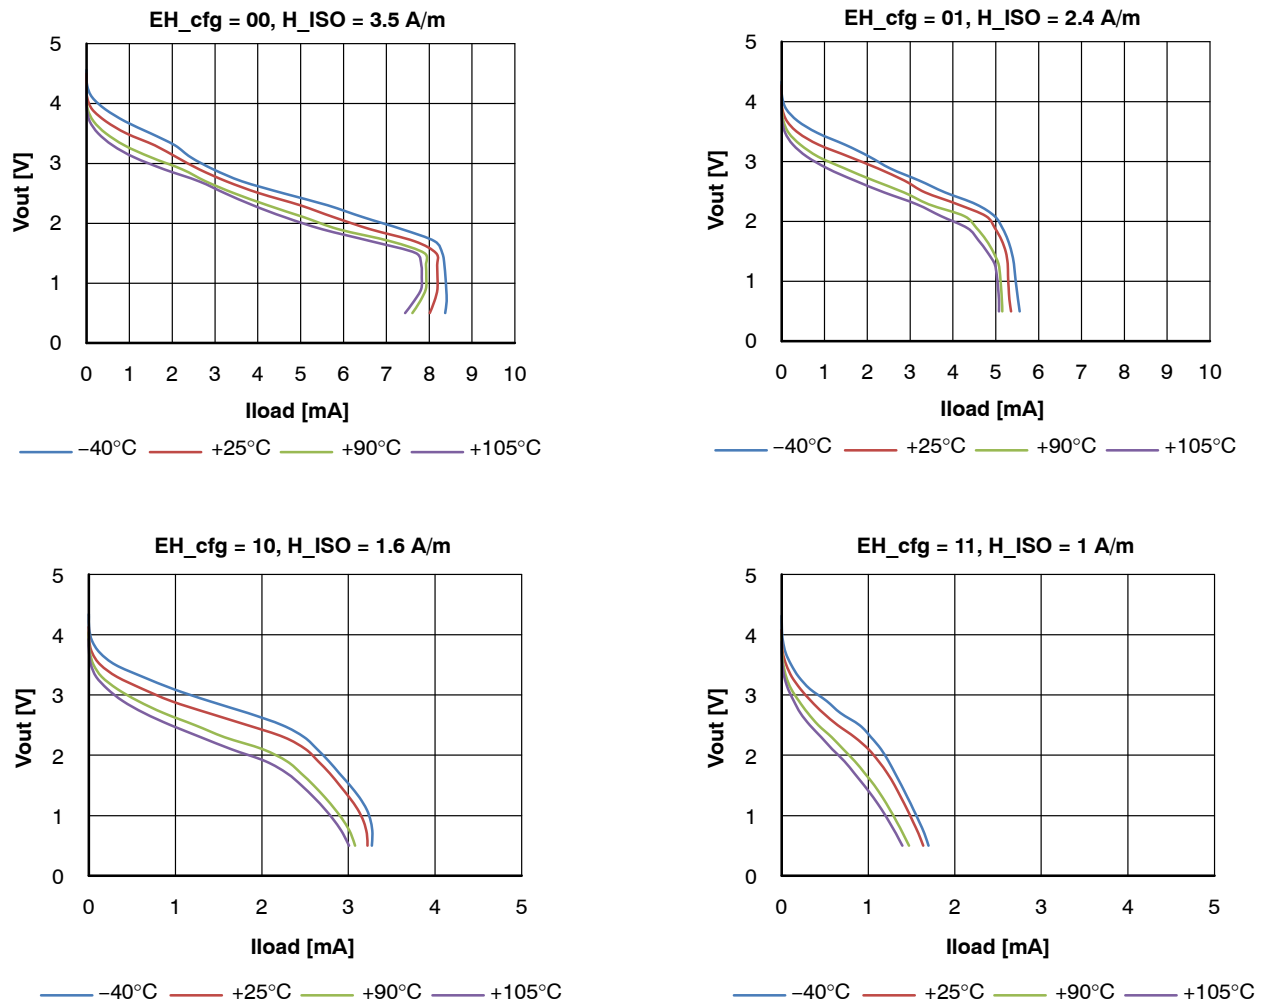 EH_cfg = 00, H_ISO = 3.5 A/m
5
4
3
2
1
0
Vout [V]
0 1 2 3 4 5 6 7 8 9 10
Iload [mA]
−40°C +25°C +90°C +105°C
EH_cfg = 01, H_ISO = 2.4 A/m
5
4
3
2
1
0
Vout [V]
0 1 2 3 4 5 6 7 8 9 10
Iload [mA]
−40°C +25°C +90°C +105°C
EH_cfg = 10, H_ISO = 1.6 A/m
5
4
3
2
1
0
Vout [V]
0 1 2 3 4 5
Iload [mA]
−40°C +25°C +90°C +105°C
EH_cfg = 11, H_ISO = 1 A/m
5
4
3
2
1
0
Vout [V]
0 1 2 3 4 5
Iload [mA]
−40°C +25°C +90°C +105°C